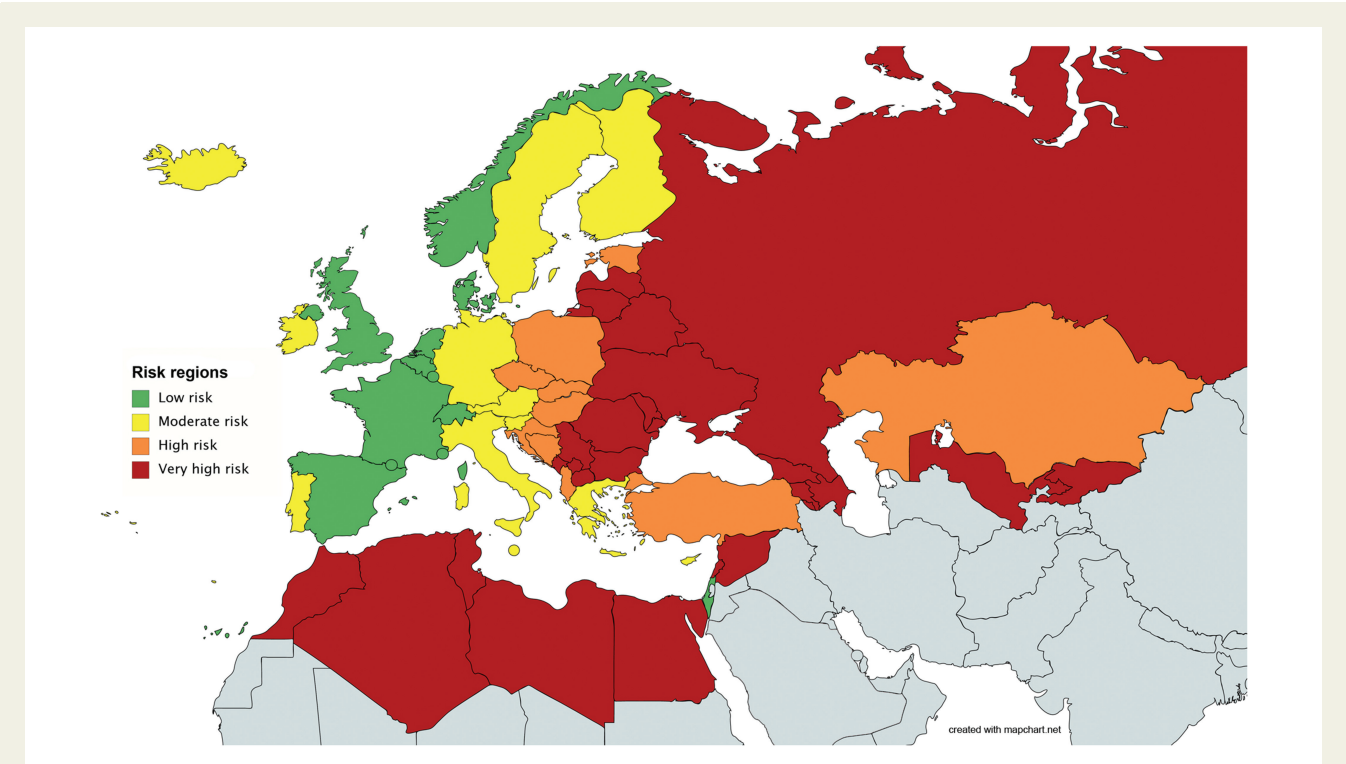 Risk regions
Low risk
Moderate risk
High risk
Very high risk
created with mapchart.net